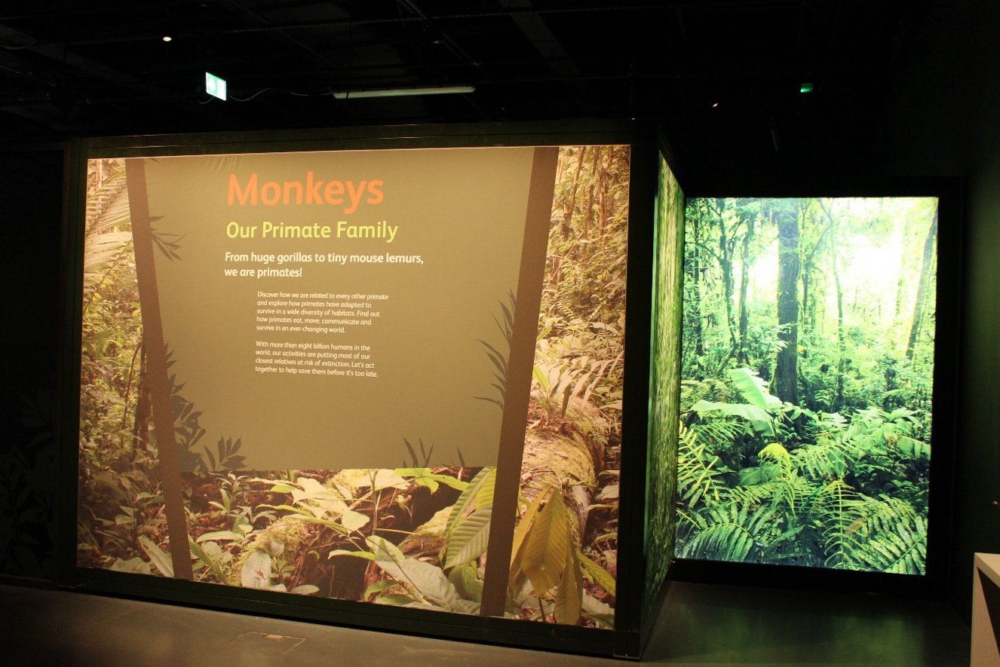 Monkeys
Our Primate Family
From huge gorillas to tiny mouse lemurs,
we are primates!
Discover how we are related to every other primate
and explore how primates have adapted to
survive in a wide diversity of habitats. Find out
how primates eat, move, communicate and
survive in an ever-changing world.
With more than eight billion humans in the
world, our activities are putting most of our
closest relatives at risk of extinction. Let's act
together to help save them before it's too late.